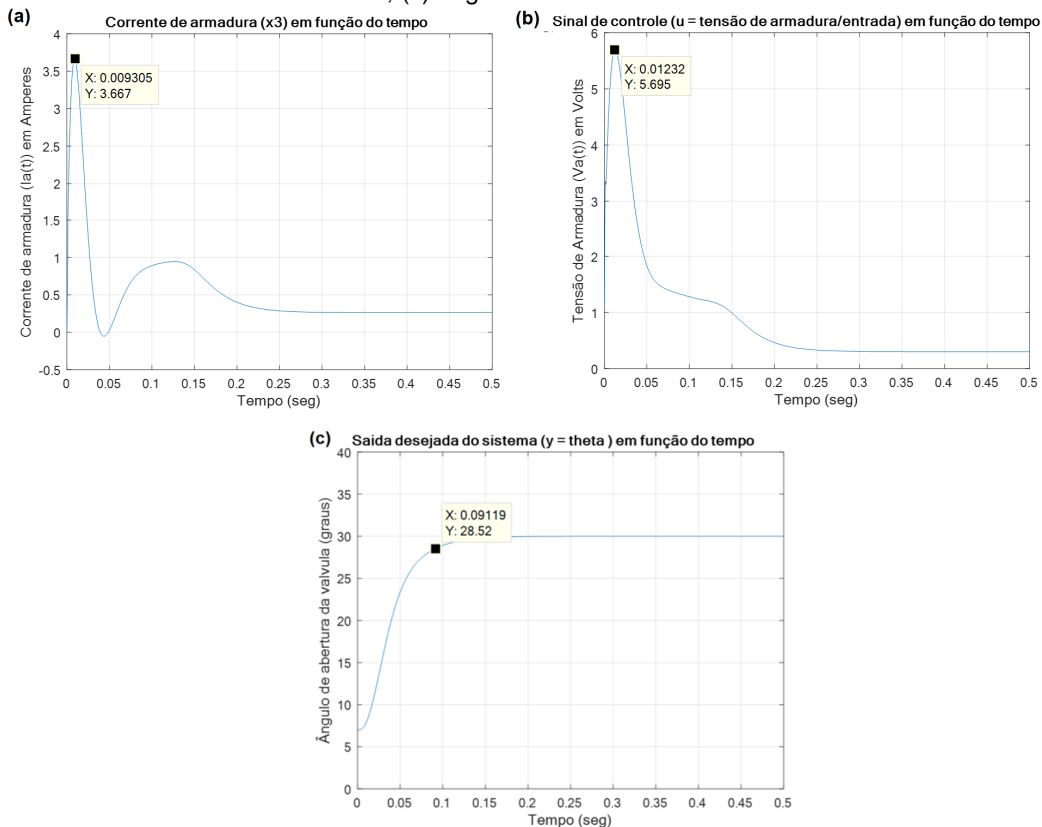 (a)
Corrente de armadura (x3) em função do tempo
Corrente de armadura (Ia(t)) em Amperes
4
3.5
3
2.5
2
1.5
1
0.5
0
-0.5
X: 0.009305
Y: 3.667
0 0.05 0.1 0.15 0.2 0.25 0.3 0.35 0.4 0.45 0.5
Tempo (seg)
(b)
Sinal de controle (u = tensão de armadura/entrada) em função do tempo
Tensão de Armadura (Va(t)) em Volts
6
5
4
3
2
1
0
X: 0.01232
Y: 5.695
0 0.05 0.1 0.15 0.2 0.25 0.3 0.35 0.4 0.45 0.5
Tempo (seg)
(c)
Saida desejada do sistema (y = theta ) em função do tempo
Ângulo de abertura da valvula (graus)
40
35
30
25
20
15
10
5
0
X: 0.09119
Y: 28.52
0 0.05 0.1 0.15 0.2 0.25 0.3 0.35 0.4 0.45 0.5
Tempo (seg)